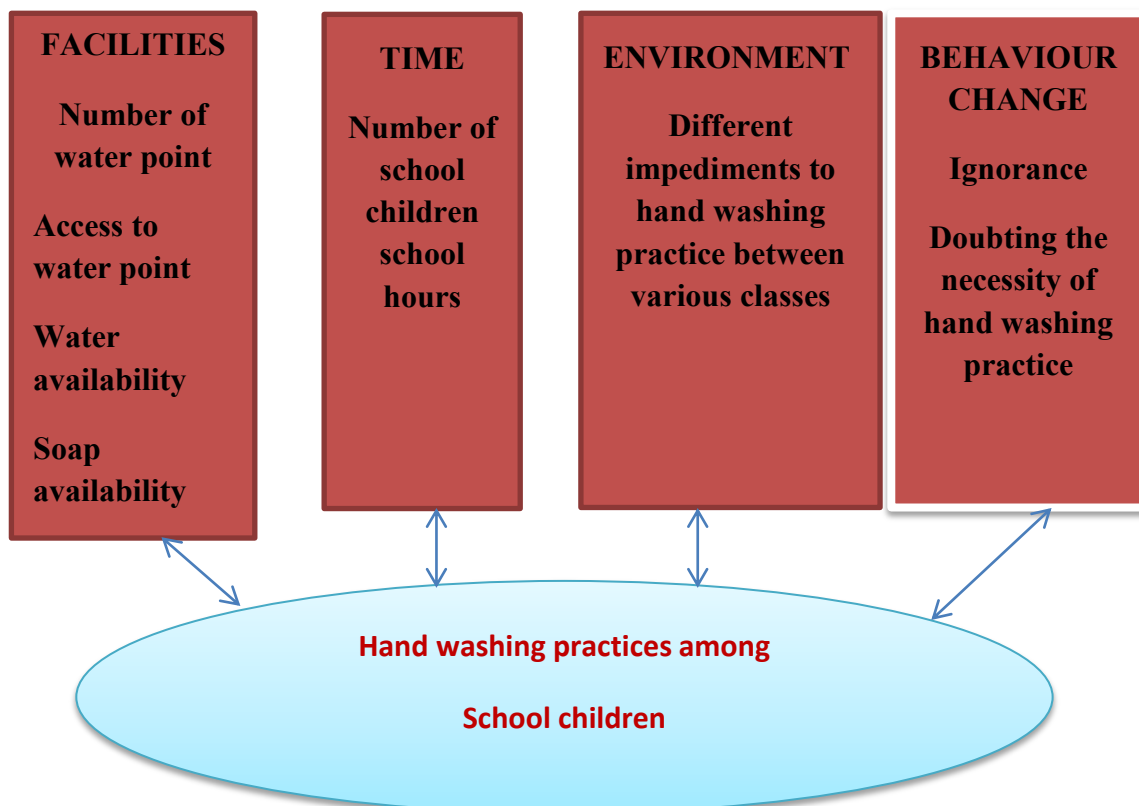 FACILITIES
Number of
water point
Access to
water point
Water
availability
Soap
availability
TIME
Number of
school
children
school
hours
ENVIRONMENT
Different
impediments to
hand washing
practice between
various classes
BEHAVIOUR
CHANGE
Ignorance
Doubting the
necessity of
hand washing
practice
Hand washing practices among
School children